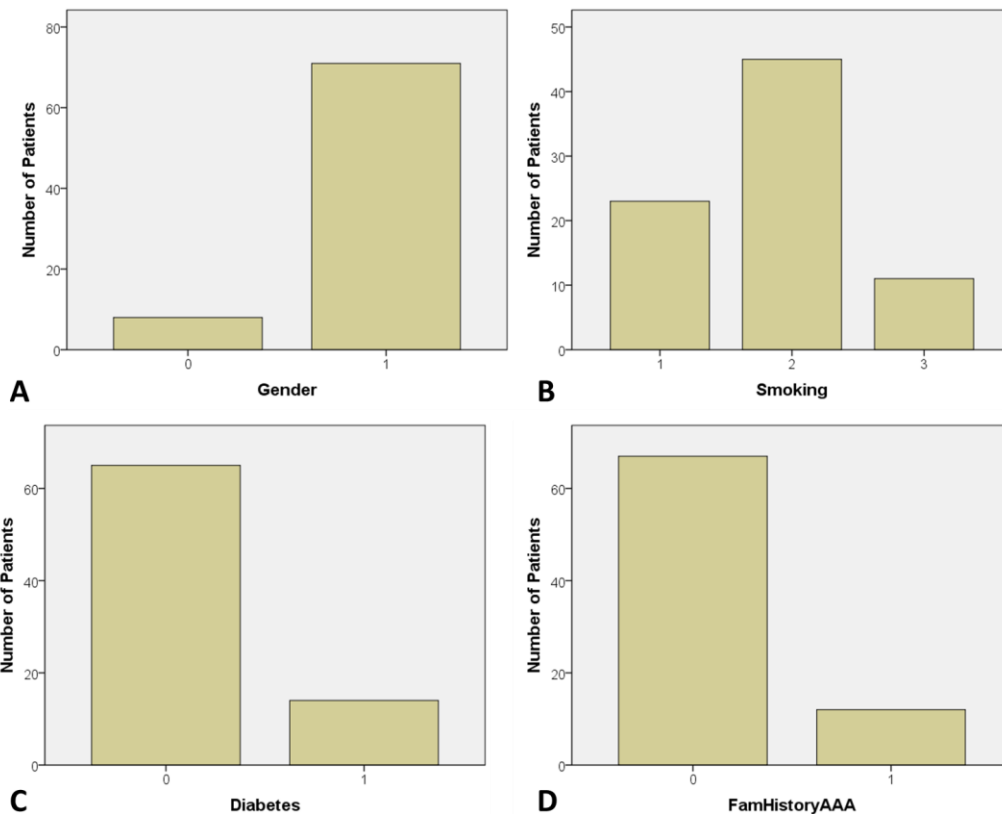 80
60
40
20
0
Number of Patients
0 1
Gender
A
50
40
30
20
10
0
Number of Patients
1 2 3
Smoking
B
60
40
20
0
Number of Patients
0 1
Diabetes
C
60
40
20
0
Number of Patients
0 1
FamHistoryAAA
D